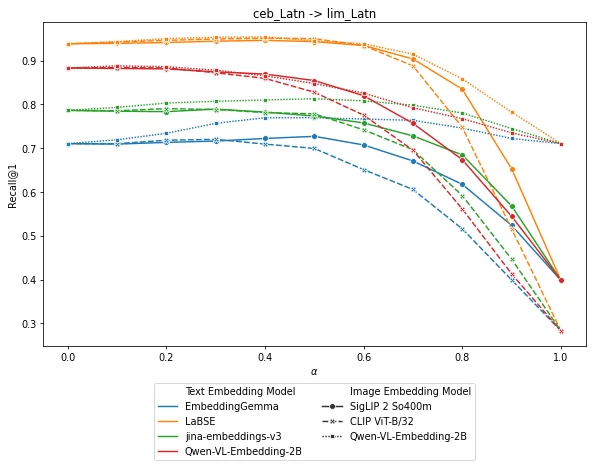 ceb_Latn -> lim_Latn
Recall@1
0.9
0.8
0.7
0.6
0.5
0.4
0.3
0.0
0.2
0.4
0.6
0.8
1.0
α
Text Embedding Model
EmbeddingGemma
LaBSE
jina-embeddings-v3
Qwen-VL-Embedding-2B
Image Embedding Model
SigLIP 2 So400m
CLIP ViT-B/32
Qwen-VL-Embedding-2B